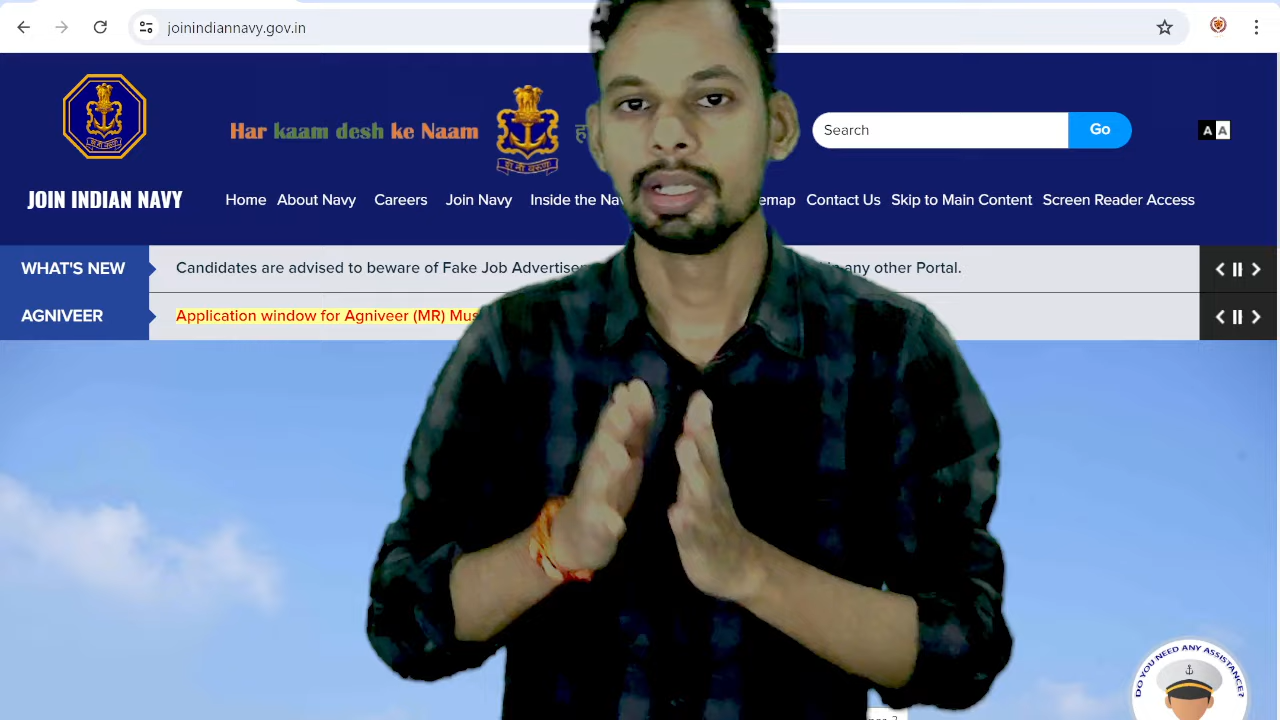 joinindiannavy.gov.in
Har kaam desh ke Naam
Search
Go
A A
JOIN INDIAN NAVY
Home About Navy Careers Join Navy Inside the Contact Us Skip to Main Content Screen Reader Access
WHAT'S NEW
Candidates are advised to beware of Fake Job any other Portal.
AGNIVEER
Application window for Agniveer (MR)
DO YOU NEED ANY ASSISTANCE?